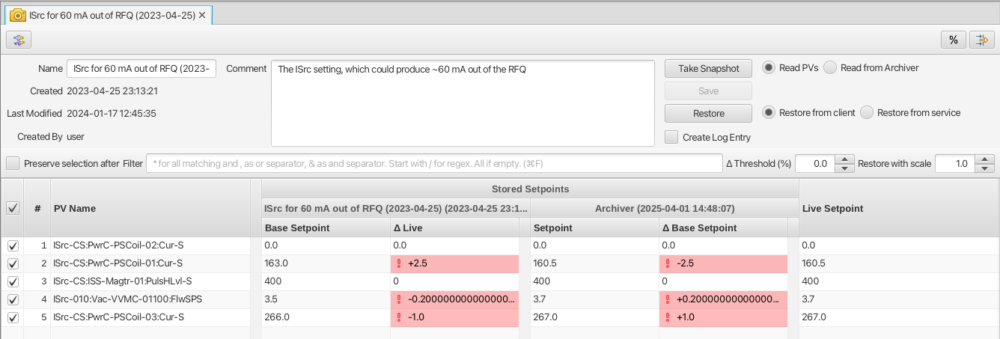 ISrc for 60 mA out of RFQ (2023-04-25)
%
Name ISrc for 60 mA out of RFQ (2023- Comment The ISrc setting, which could produce ~60 mA out of the RFQ Take Snapshot Read PVs Read from Archiver
Created 2023-04-25 23:13:21 Save
Last Modified 2024-01-17 12:45:35 Restore Restore from client Restore from service
Created By user Create Log Entry
Preserve selection after Filter * for all matching and , as or separator, & as and separator. Start with / for regex. All if empty. (⌘F) Δ Threshold (%) 0.0 Restore with scale 1.0
Stored Setpoints
# PV Name ISrc for 60 mA out of RFQ (2023-04-25) (2023-04-25 23:1... Archiver (2025-04-01 14:48:07) Live Setpoint
Base Setpoint Δ Live Setpoint Δ Base Setpoint
1 ISrc-CS:PwrC-PSCoil-02:Cur-S 0.0 0.0 0.0 0.0 0.0
2 ISrc-CS:PwrC-PSCoil-01:Cur-S 163.0 +2.5 160.5 -2.5 160.5
3 ISrc-CS:ISS-Magtr-01:PulsHLvl-S 400 0 400 0 400
4 ISrc-010:Vac-VVMC-01100:FlwSPS 3.5 -0.200000000000000... 3.7 +0.20000000000000... 3.7
5 ISrc-CS:PwrC-PSCoil-03:Cur-S 266.0 -1.0 267.0 +1.0 267.0